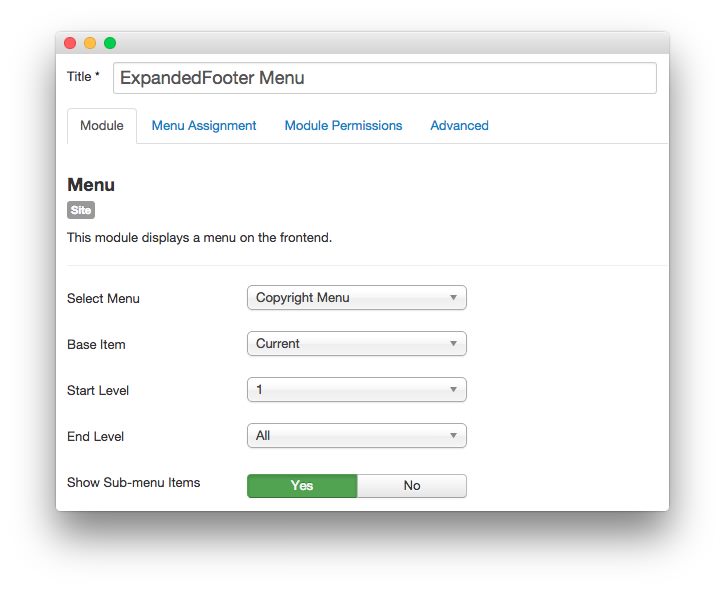 Title * ExpandedFooter Menu
Module Menu Assignment Module Permissions Advanced
Menu
Site
This module displays a menu on the frontend.
Select Menu Copyright Menu
Base Item Current
Start Level 1
End Level All
Show Sub-menu Items Yes No